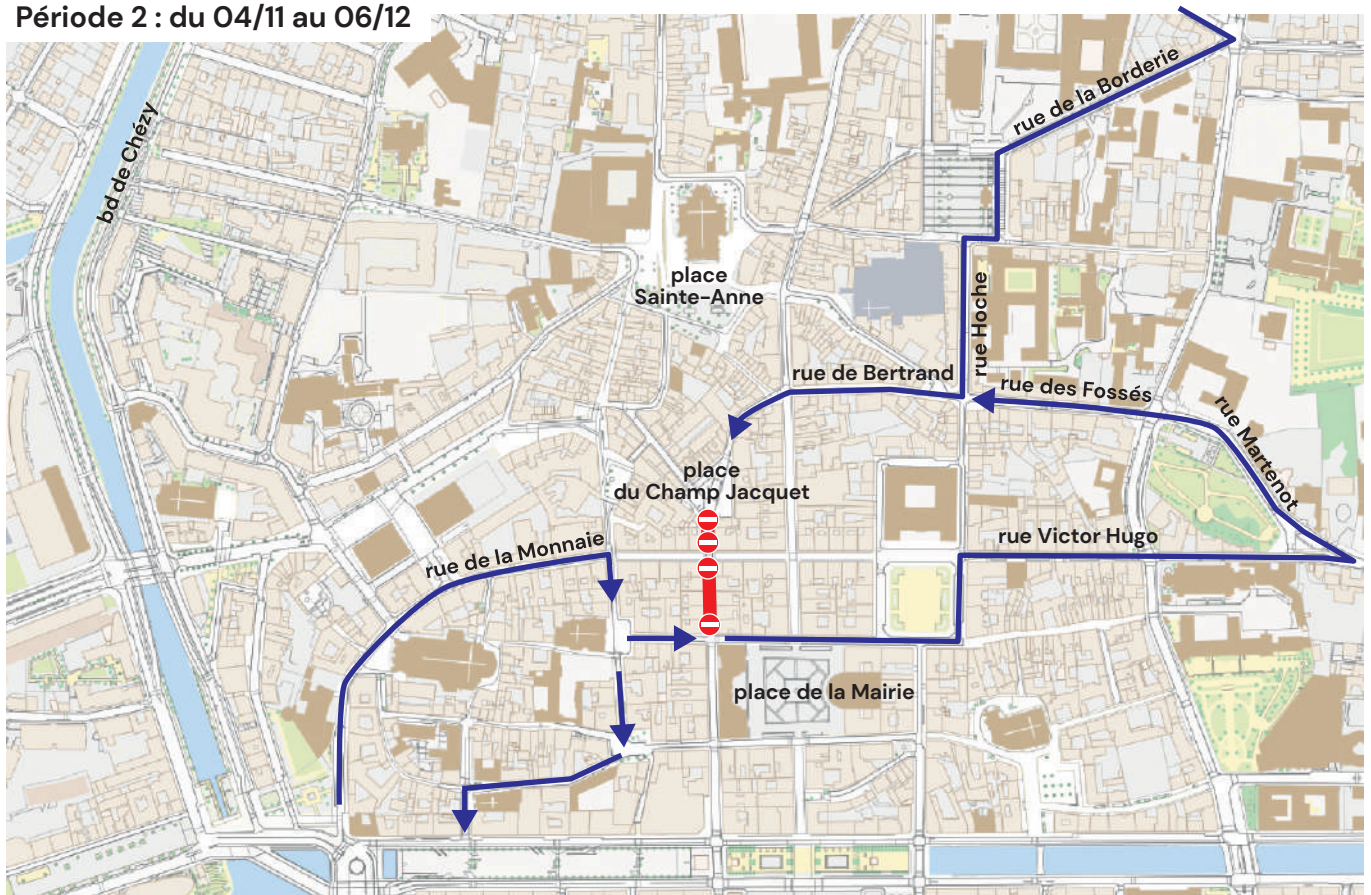 Période 2 : du 04/11 au 06/12
rue de la Borderie
bd de Chézy
place
Sainte-Anne
rue Hoche
rue de Bertrand
rue des Fossés
rue Martenot
place
du Champ Jacquet
rue Victor Hugo
rue de la Monnaie
place de la Mairie